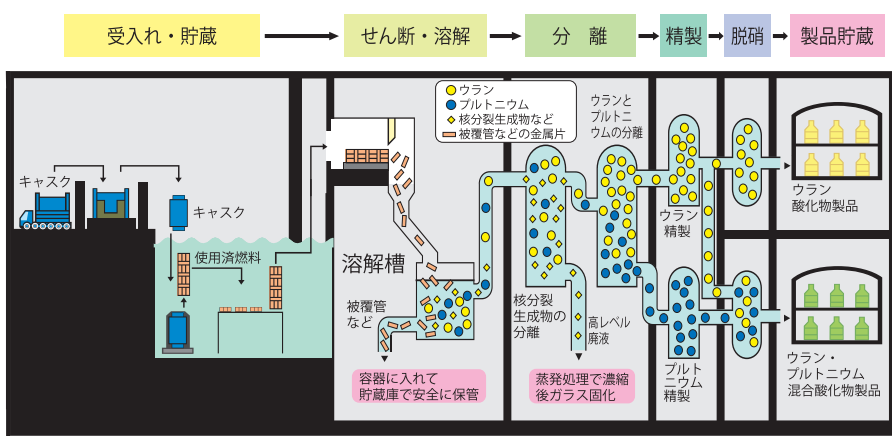 受入れ・貯蔵
せん断・溶解
分 離
精製
脱硝
製品貯蔵
ウラン
プルトニウム
核分裂生成物など
被覆管などの金属片
ウランと
プルトニ
ウムの分離
キャスク
キャスク
使用済燃料
溶解槽
被覆管
など
容器に入れて
貯蔵庫で安全に保管
核分裂
生成物の
分離
高レベル
廃液
蒸発処理で濃縮
後ガラス固化
ウラン
精製
プルト
ニウム
精製
ウラン
酸化物製品
ウラン・
プルトニウム
混合酸化物製品